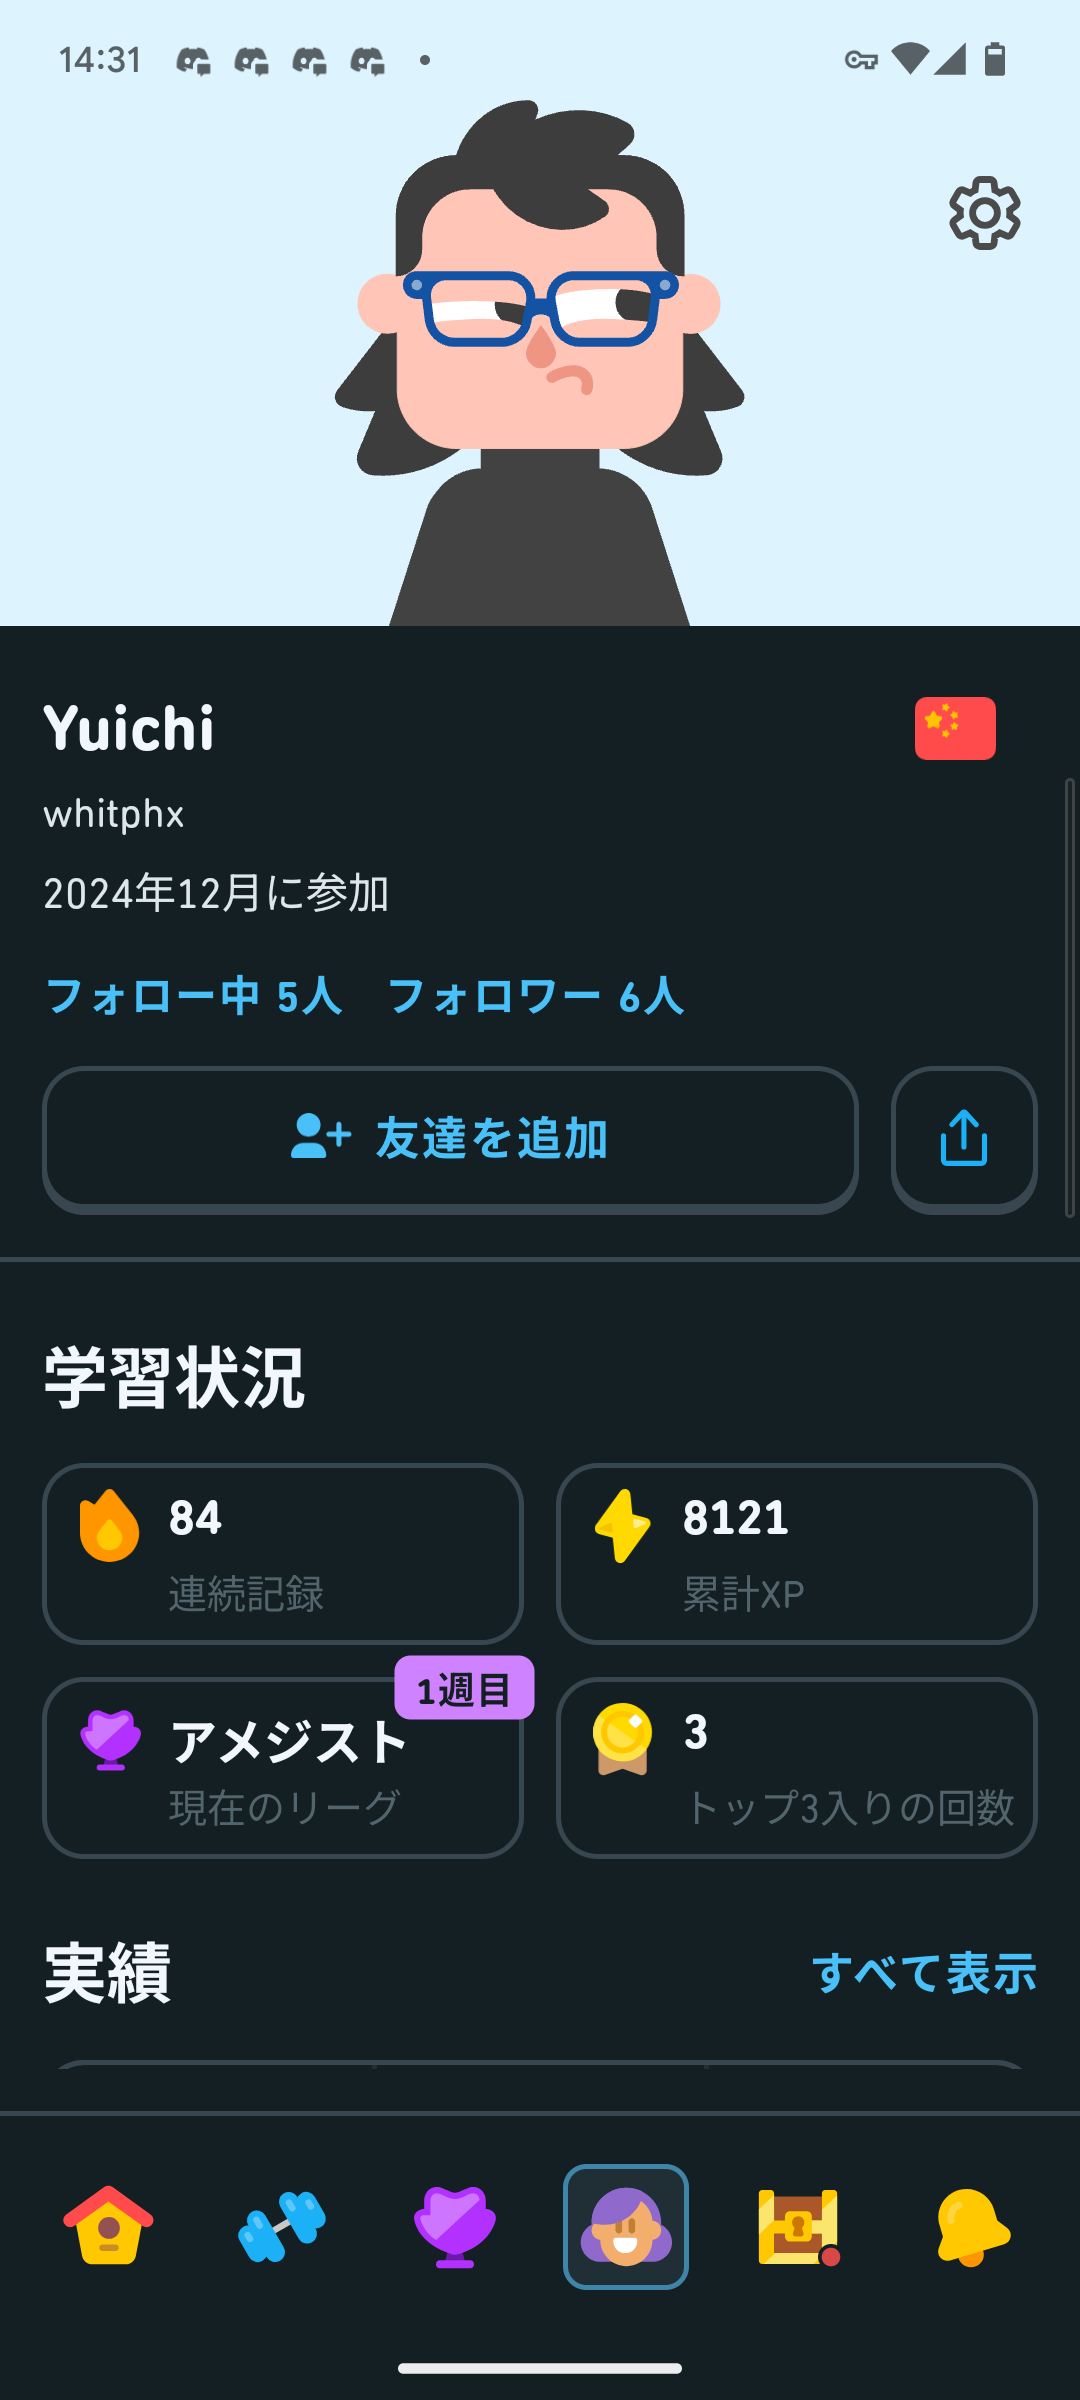 14:31
Yuichi
whitphx
2024年12月に参加
フォロー中 5人 フォロワー 6人
友達を追加
学習状況
84
連続記録
8121
累計XP
1週目
アメジスト
現在のリーグ
3
トップ3入りの回数
実績
すべて表示